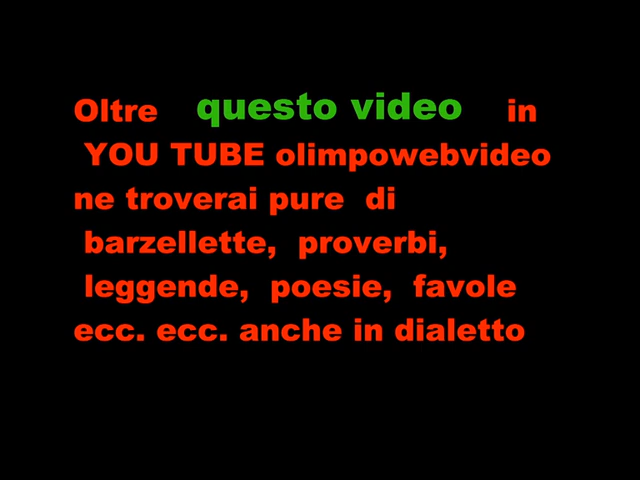 Oltre questo video in
YOU TUBE olimpowebvideo
ne troverai pure di
barzellette, proverbi,
leggende, poesie, favole
ecc. ecc. anche in dialetto